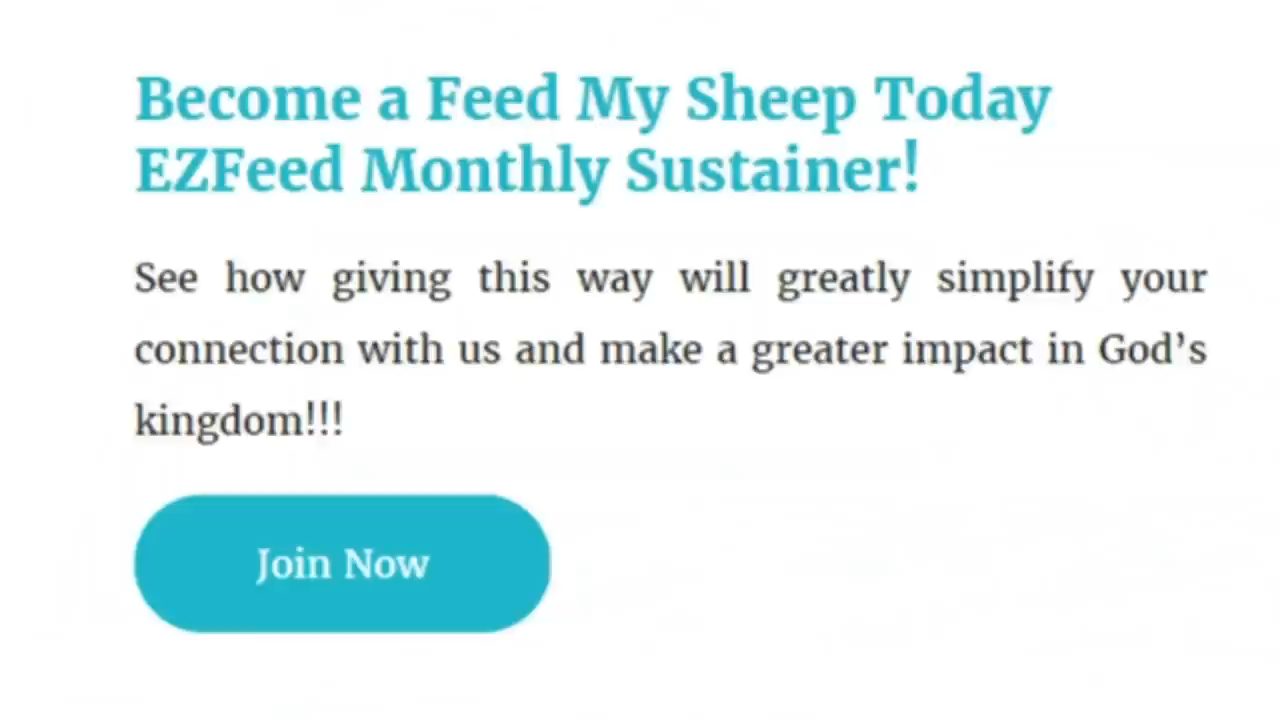 Become a Feed My Sheep Today
EZFeed Monthly Sustainer!
See how giving this way will greatly simplify your
connection with us and make a greater impact in God’s
kingdom!!!
Join Now